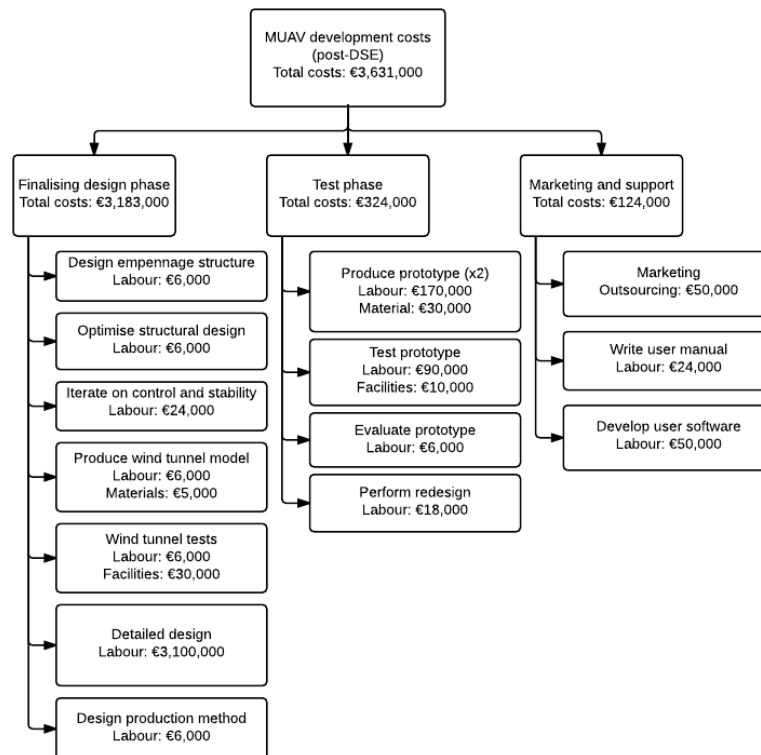 MUAV development costs
(post-DSE)
Total costs: €3,631,000
Finalising design phase
Total costs: €3,183,000
Design empennage structure
Labour: €6,000
Optimise structural design
Labour: €6,000
Iterate on control and stability
Labour: €24,000
Produce wind tunnel model
Labour: €6,000
Materials: €5,000
Wind tunnel tests
Labour: €6,000
Facilities: €30,000
Detailed design
Labour: €3,100,000
Design production method
Labour: €6,000
Test phase
Total costs: €324,000
Produce prototype (x2)
Labour: €170,000
Material: €30,000
Test prototype
Labour: €90,000
Facilities: €10,000
Evaluate prototype
Labour: €6,000
Perform redesign
Labour: €18,000
Marketing and support
Total costs: €124,000
Marketing
Outsourcing: €50,000
Write user manual
Labour: €24,000
Develop user software
Labour: €50,000